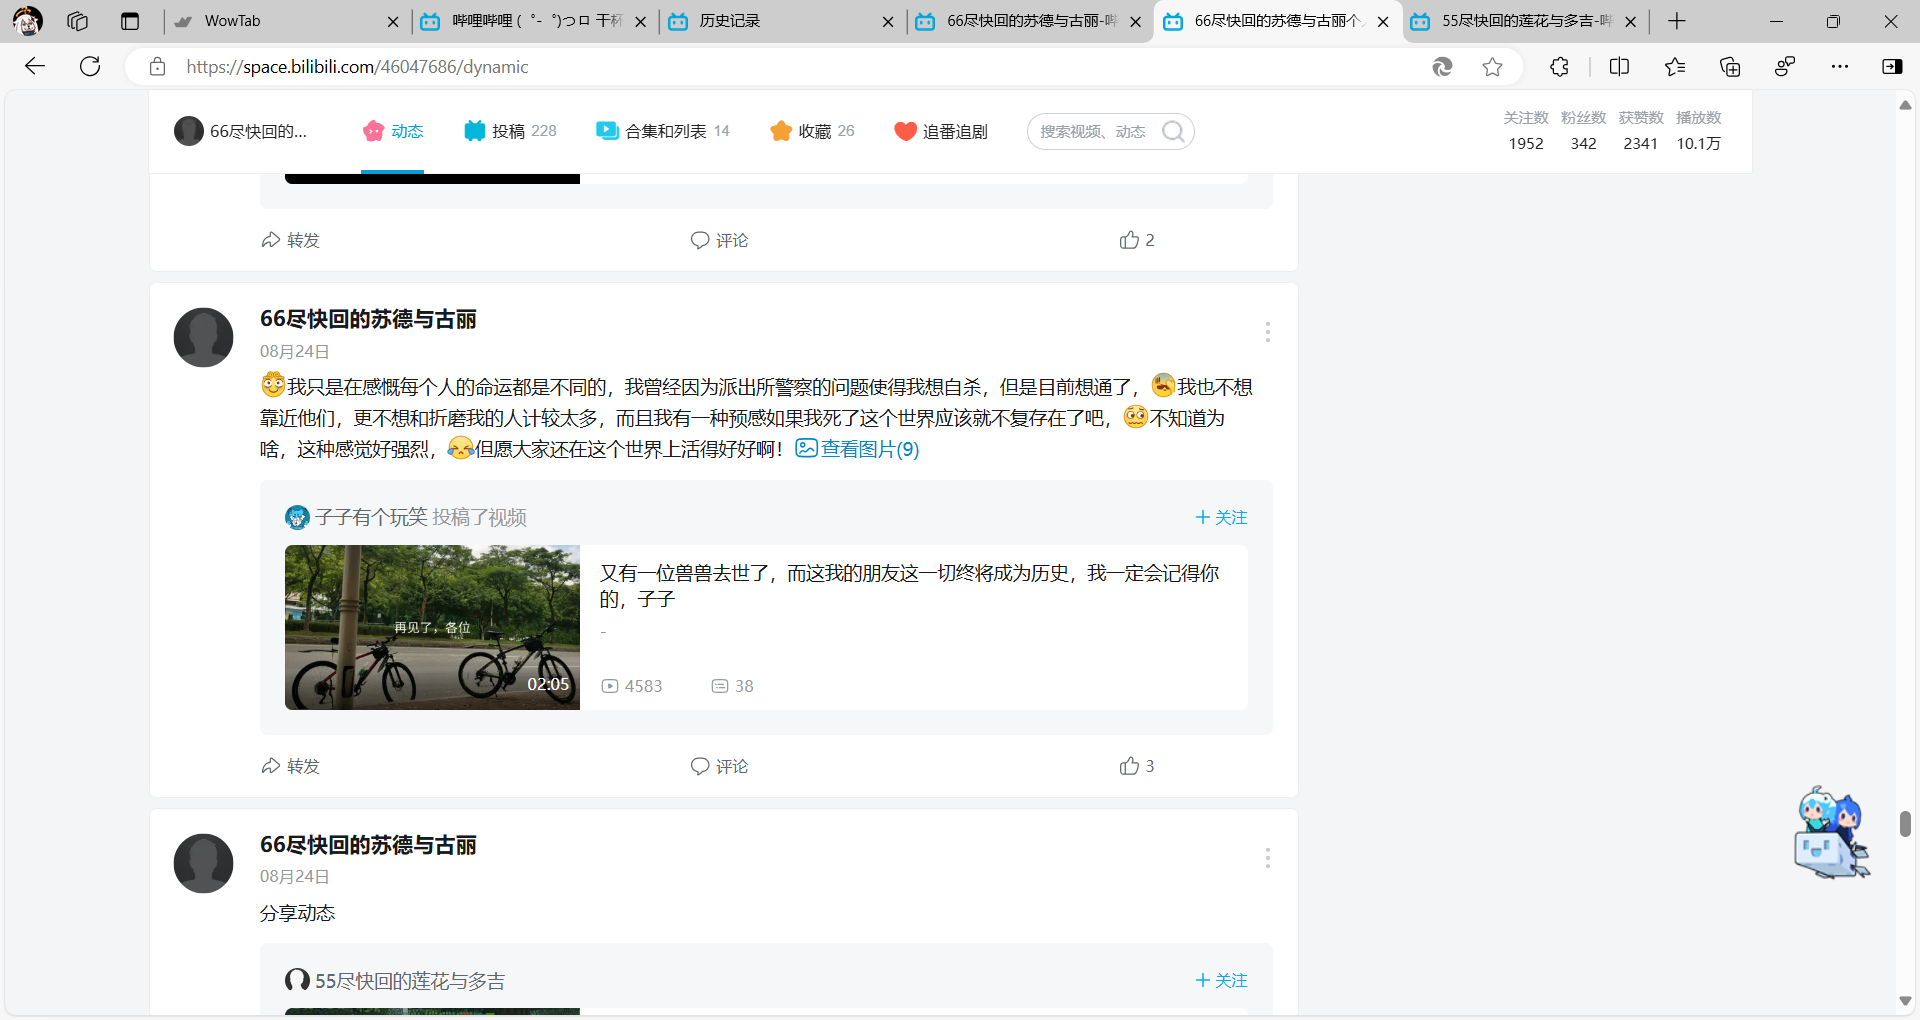 WowTab
哔哩哔哩 (゜-゜)つロ 干杯
历史记录
66尽快回的苏德与古丽-哔
66尽快回的苏德与古丽个人
55尽快回的莲花与多吉-哔
https://space.bilibili.com/46047686/dynamic
66尽快回的... 动态 投稿 228 合集和列表 14 收藏 26 追番追剧 搜索视频、动态
关注数 粉丝数 获赞数 播放数
1952 342 2341 10.1万
转发 评论 2
66尽快回的苏德与古丽
08月24日
我只是在感慨每个人的命运都是不同的，我曾经因为派出所警察的问题使得我想自杀，但是目前想通了，我也不想
靠近他们，更不想和折磨我的人计较太多，而且我有一种预感如果我死了这个世界应该就不复存在了吧，不知道为
啥，这种感觉好强烈，但愿大家还在这个世界上活得好好啊！查看图片(9)
孑孑有个玩笑 投稿了视频 + 关注
又有一位兽兽去世了，而这我的朋友这一切终将成为历史，我一定会记得你
的，孑孑
-
再见了，各位
02:05
4583 38
转发 评论 3
66尽快回的苏德与古丽
08月24日
分享动态
55尽快回的莲花与多吉 + 关注